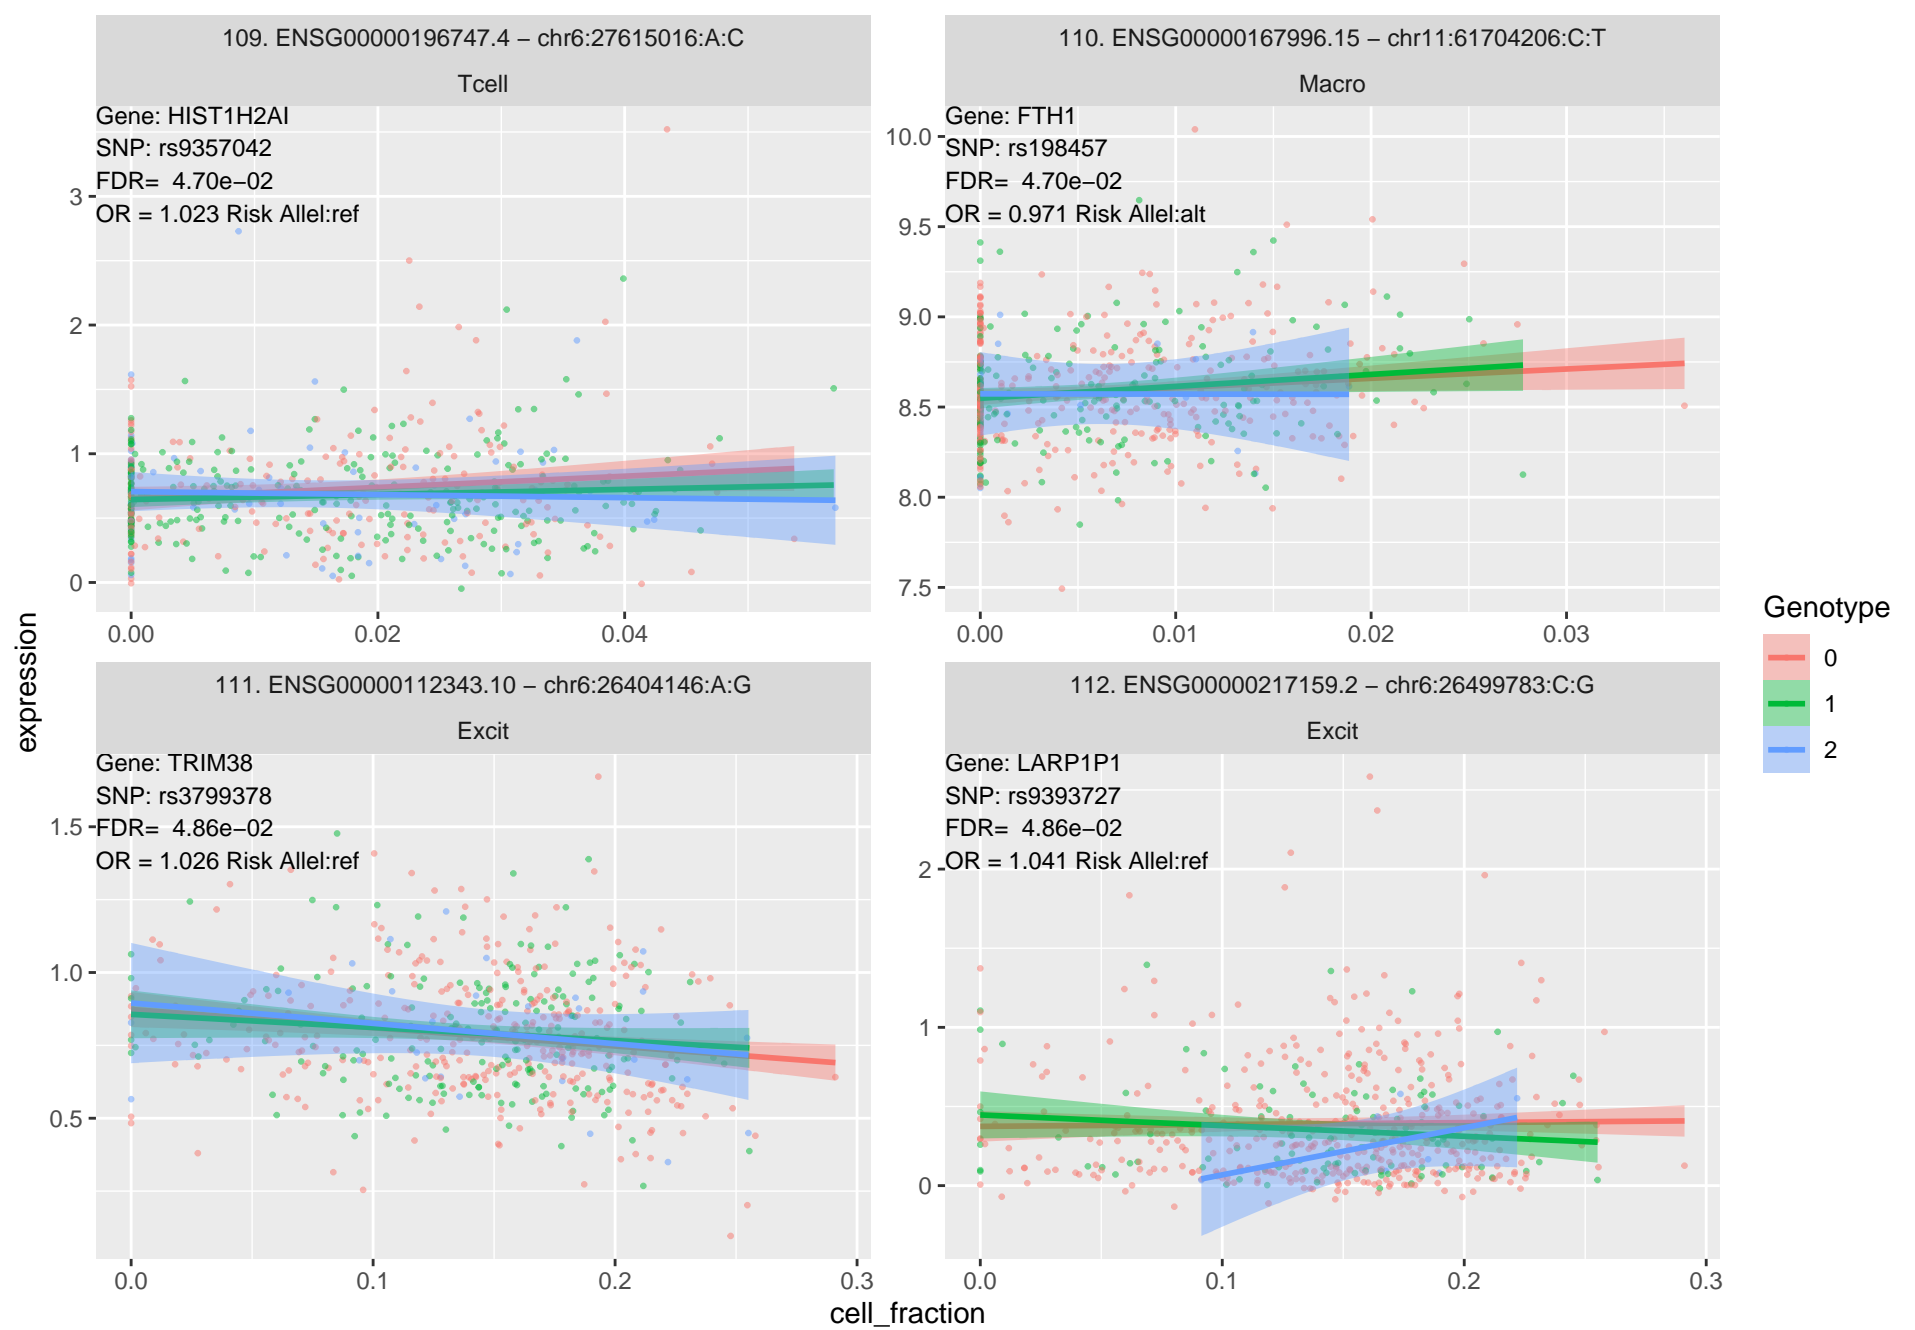 109. ENSG00000196747.4 − chr6:27615016:A:C
Tcell
Gene: HIST1H2AI
SNP: rs9357042
FDR=  4.70e−02
OR = 1.023 Risk Allel:ref
3
2
1
0
0.00
0.02
0.04
110. ENSG00000167996.15 − chr11:61704206:C:T
Macro
Gene: FTH1
SNP: rs198457
FDR=  4.70e−02
OR = 0.971 Risk Allel:alt
10.0
9.5
9.0
8.5
8.0
7.5
0.00
0.01
0.02
0.03
111. ENSG00000112343.10 − chr6:26404146:A:G
Excit
Gene: TRIM38
SNP: rs3799378
FDR=  4.86e−02
OR = 1.026 Risk Allel:ref
1.5
1.0
0.5
0.0
0.1
0.2
0.3
112. ENSG00000217159.2 − chr6:26499783:C:G
Excit
Gene: LARP1P1
SNP: rs9393727
FDR=  4.86e−02
OR = 1.041 Risk Allel:ref
2
1
0
0.0
0.1
0.2
0.3
expression
cell_fraction
Genotype
0
1
2